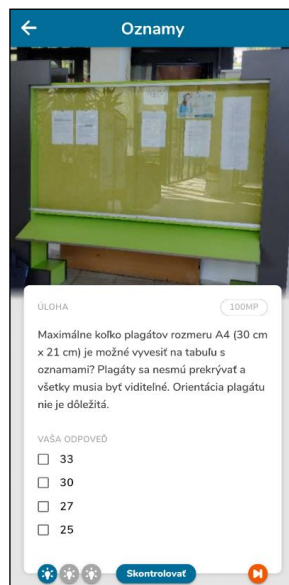 Oznamy
ÚLOHA
100MP
Maximálne koľko plagátov rozmeru A4 (30 cm
x 21 cm) je možné vyvesiť na tabuľu s
oznamami? Plagáty sa nesmú prekrývať a
všetky musia byť viditeľné. Orientácia plagátu
nie je dôležitá.
VAŠA ODPOVEĎ
33
30
27
25
Skontrolovať